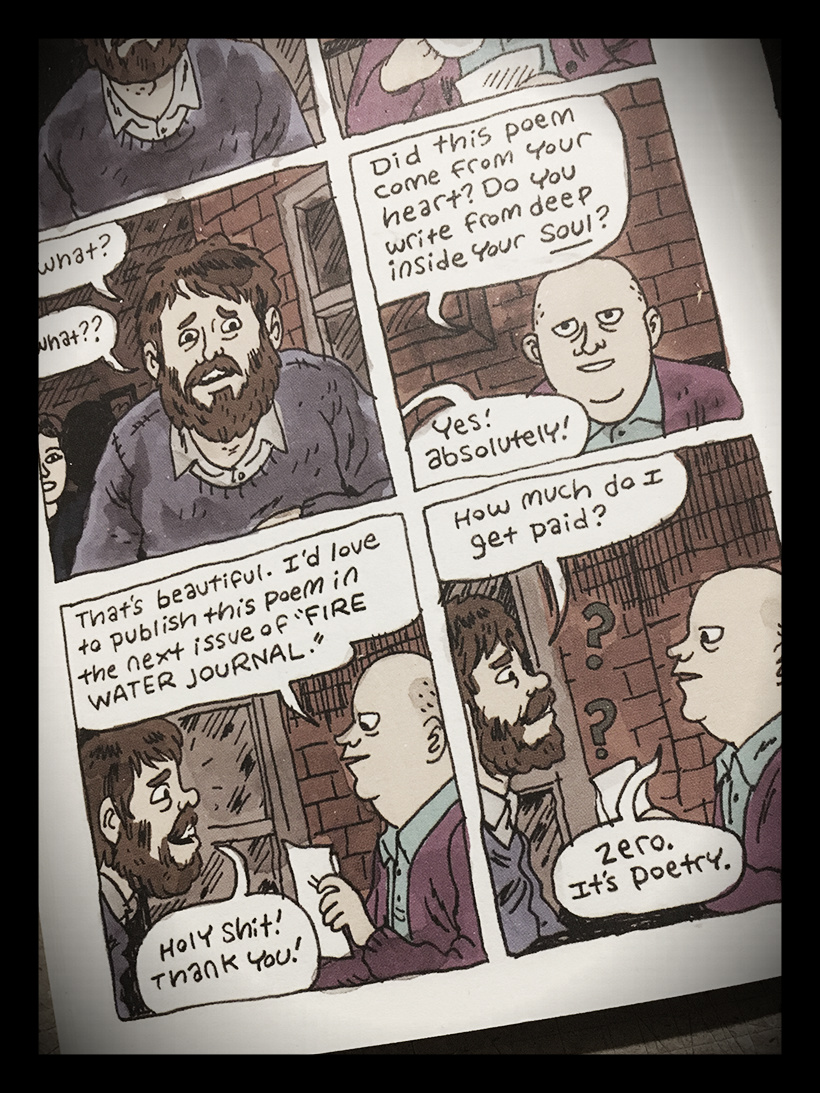 what?
what??
Did this poem
come from your
heart? Do you
write from deep
inside your Soul?
Yes!
absolutely!
That's beautiful. I'd love
to publish this poem in
the next issue of "FIRE
WATER JOURNAL."
Holy shit!
Thank you!
How much do I
get paid?
?
?
Zero.
It's poetry.